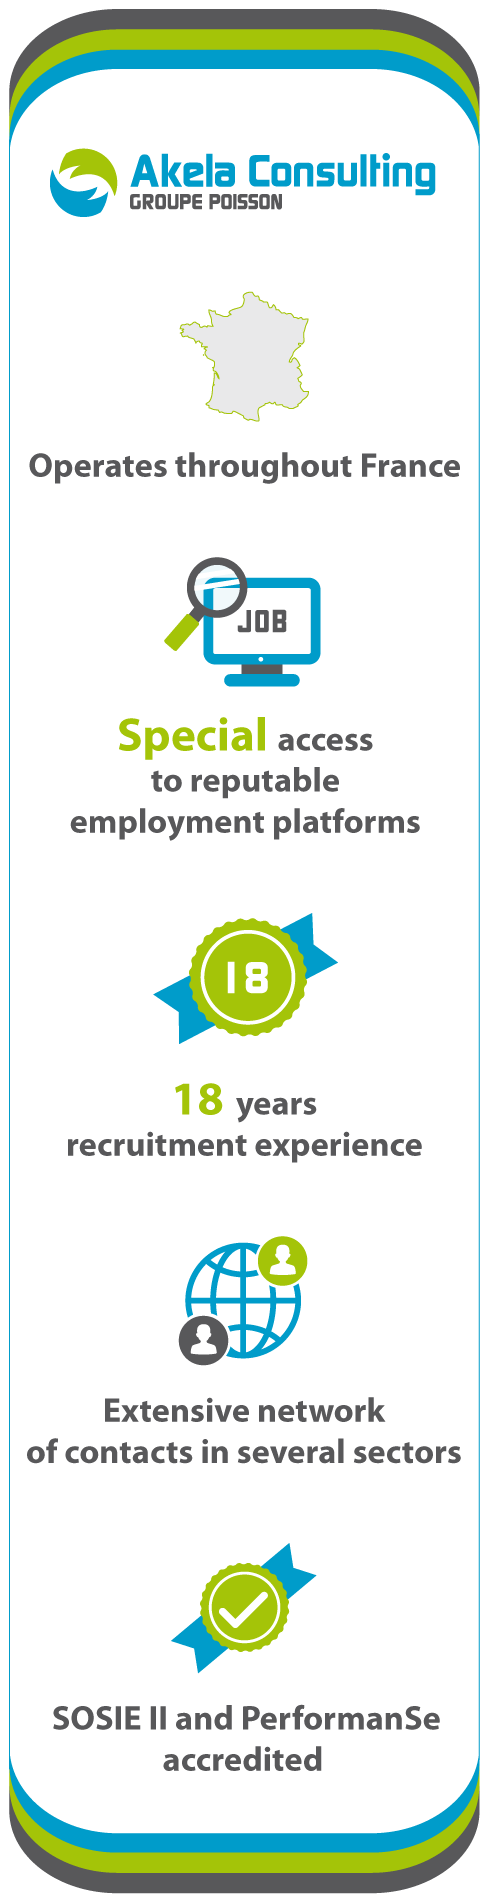 Akela Consulting
GROUPE POISSON
Operates throughout France
JOB
Special access
to reputable
employment platforms
18
18 years
recruitment experience
Extensive network
of contacts in several sectors
SOSIE II and PerformanSe
accredited